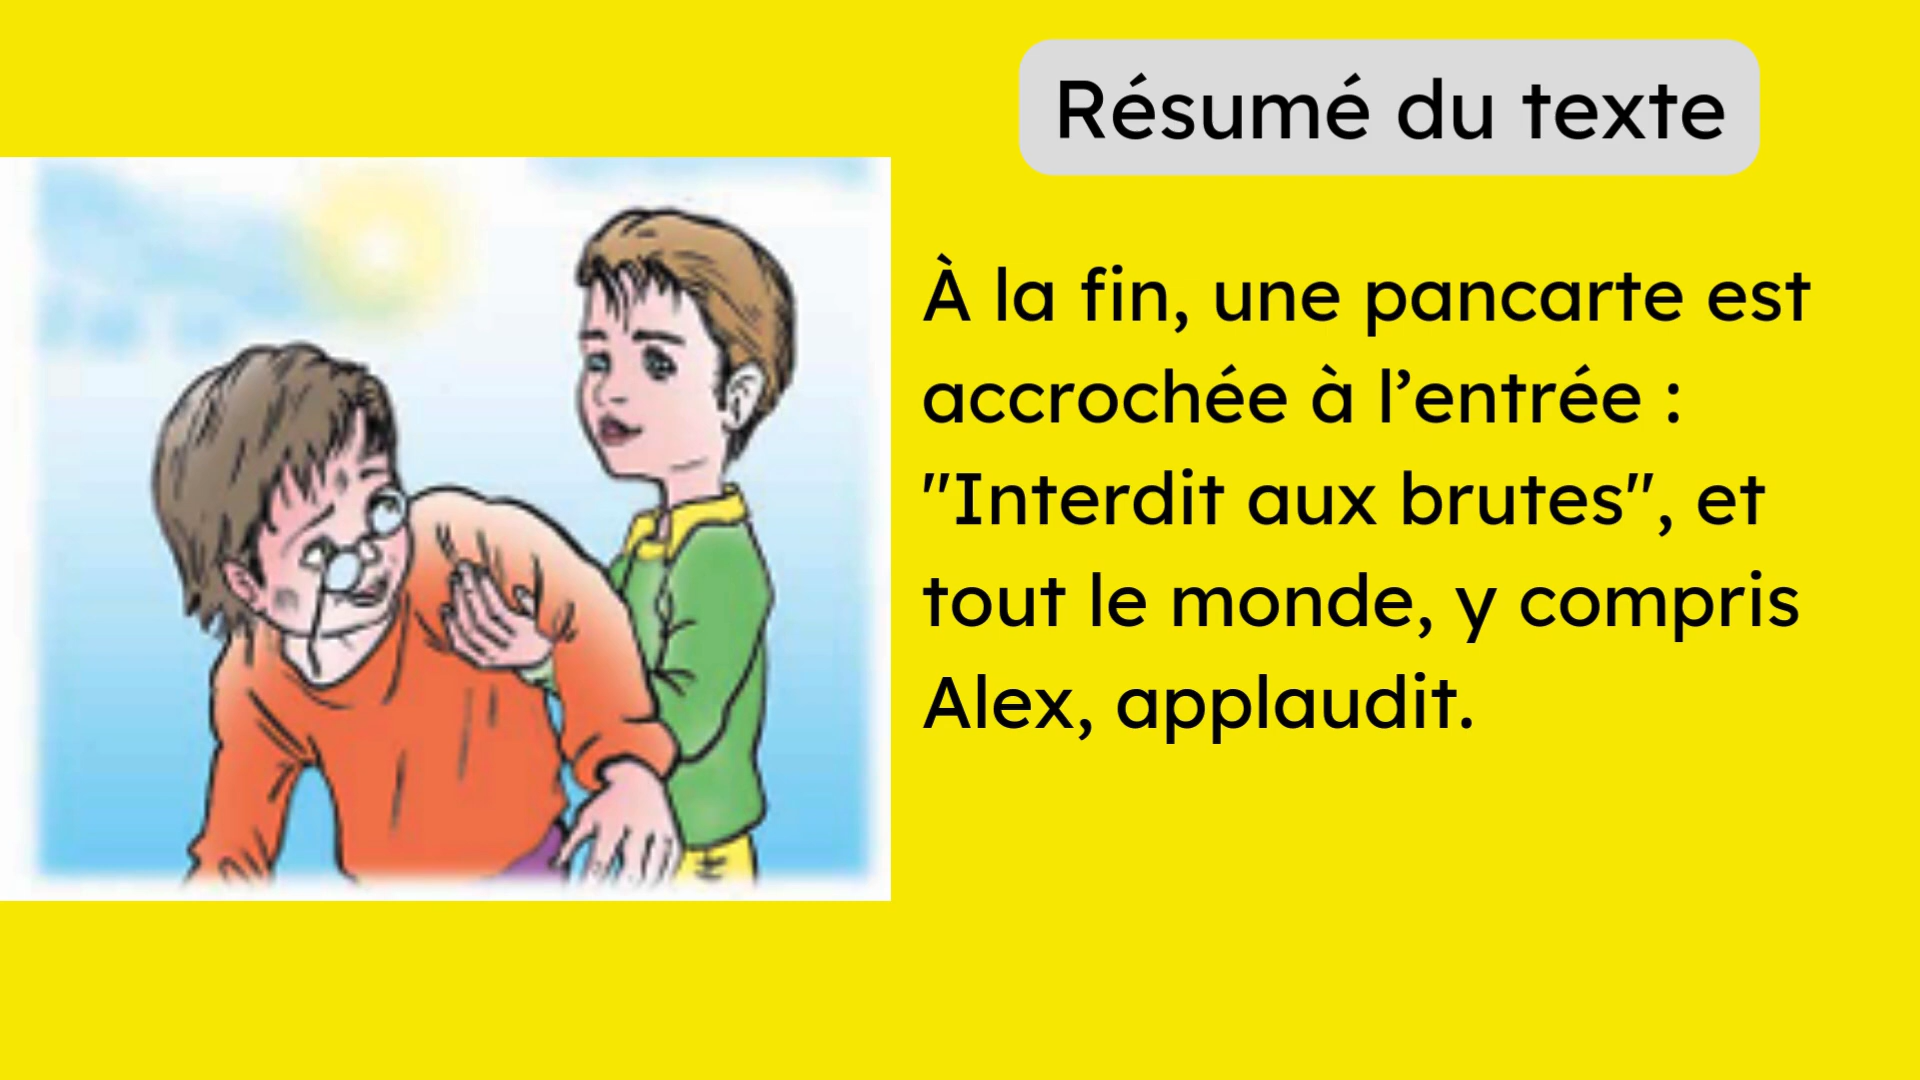 Résumé du texte
À la fin, une pancarte est
accrochée à l’entrée :
"Interdit aux brutes", et
tout le monde, y compris
Alex, applaudit.